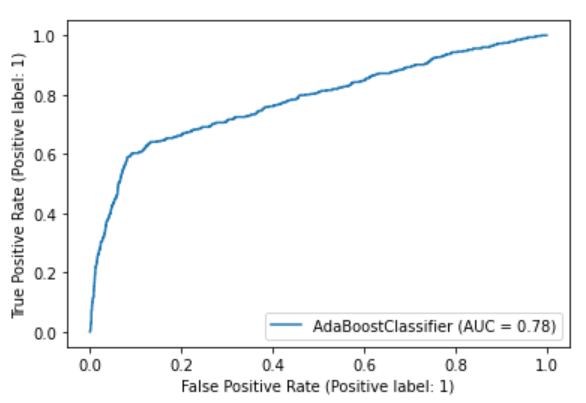 True Positive Rate (Positive label: 1)
1.0
0.8
0.6
0.4
0.2
0.0
AdaBoostClassifier (AUC = 0.78)
0.0 0.2 0.4 0.6 0.8 1.0
False Positive Rate (Positive label: 1)